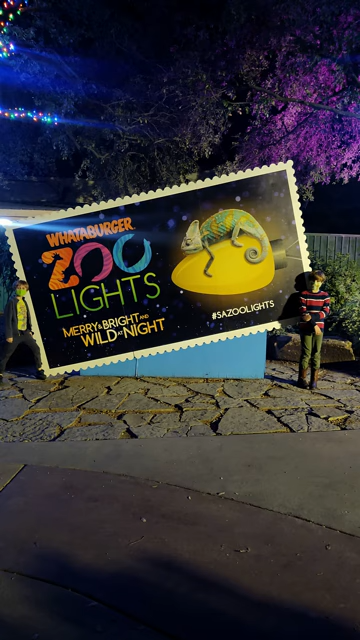 WHATABURGER
ZOO
LIGHTS
MERRY & BRIGHT AND
WILD AT NIGHT
#SAZOOLIGHTS